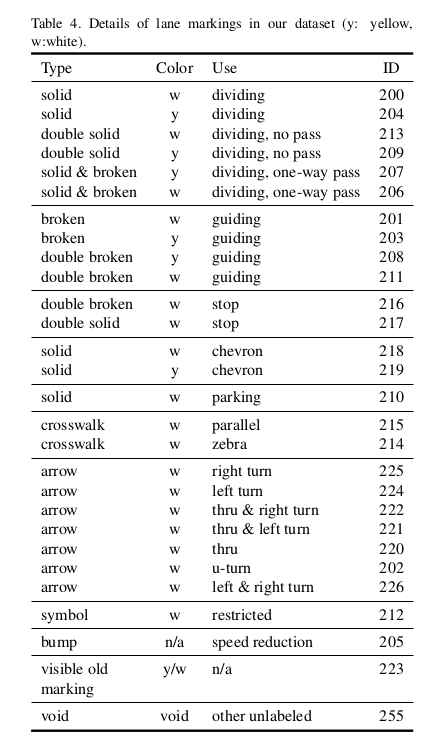 Table 4. Details of lane markings in our dataset (y: yellow,
w:white).
Type Color Use ID
solid w dividing 200
solid y dividing 204
double solid w dividing, no pass 213
double solid y dividing, no pass 209
solid & broken y dividing, one-way pass 207
solid & broken w dividing, one-way pass 206
broken w guiding 201
broken y guiding 203
double broken y guiding 208
double broken w guiding 211
double broken w stop 216
double solid w stop 217
solid w chevron 218
solid y chevron 219
solid w parking 210
crosswalk w parallel 215
crosswalk w zebra 214
arrow w right turn 225
arrow w left turn 224
arrow w thru & right turn 222
arrow w thru & left turn 221
arrow w thru 220
arrow w u-turn 202
arrow w left & right turn 226
symbol w restricted 212
bump n/a speed reduction 205
visible old y/w n/a 223
marking
void void other unlabeled 255